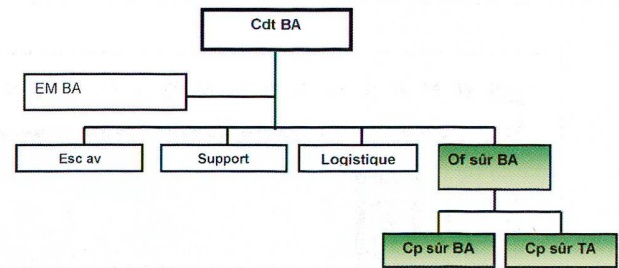 Cdt BA
EM BA
Esc av
Support
Logistique
Of sûr BA
Cp sûr BA
Cp sûr TA